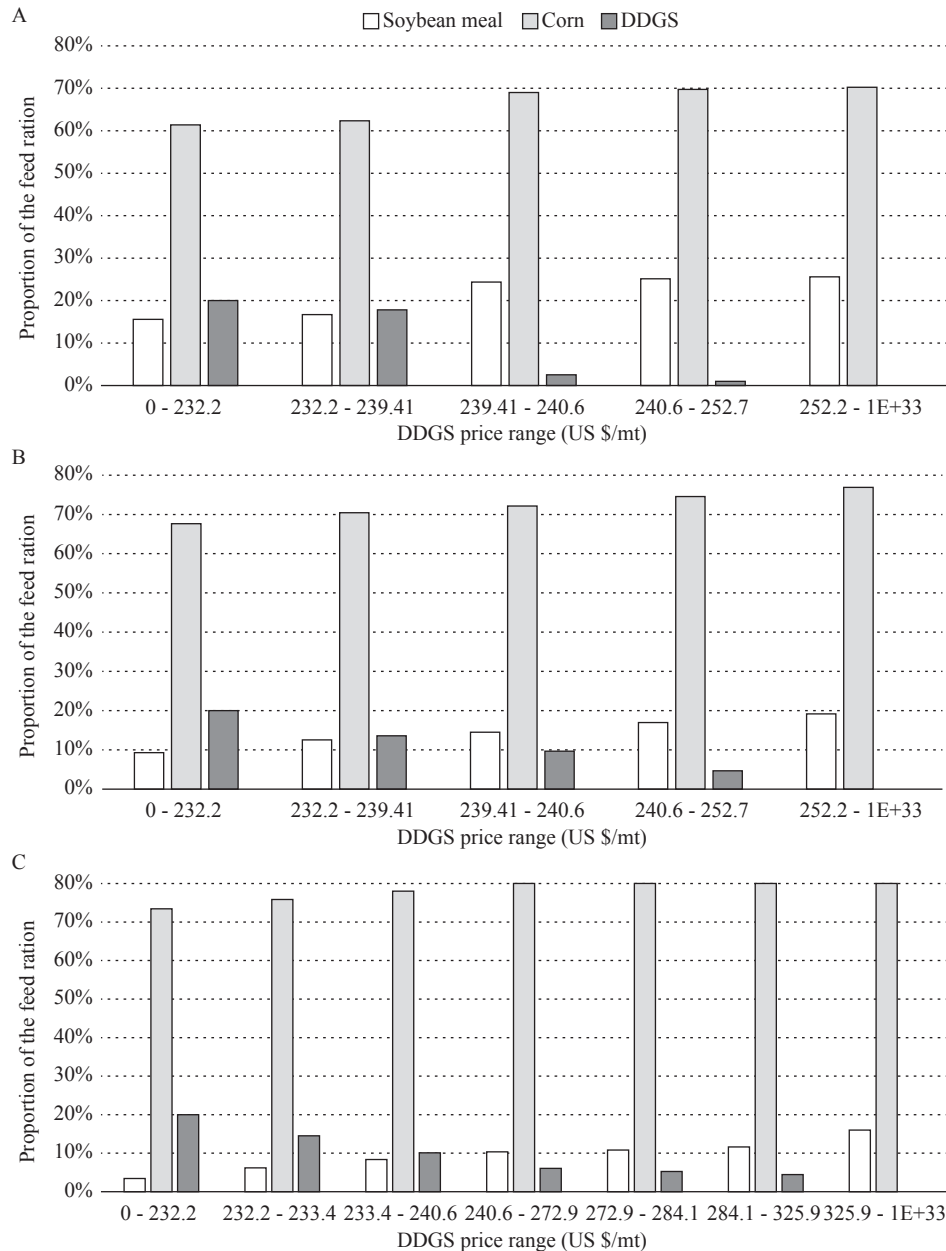 A
Soybean meal Corn DDGS
Proportion of the feed ration
80%
70%
60%
50%
40%
30%
20%
10%
0%
0 - 232.2 232.2 - 239.41 239.41 - 240.6 240.6 - 252.7 252.2 - 1E+33
DDGS price range (US $/mt)
B
Proportion of the feed ration
80%
70%
60%
50%
40%
30%
20%
10%
0%
0 - 232.2 232.2 - 239.41 239.41 - 240.6 240.6 - 252.7 252.2 - 1E+33
DDGS price range (US $/mt)
C
Proportion of the feed ration
80%
70%
60%
50%
40%
30%
20%
10%
0%
0 - 232.2 232.2 - 233.4 233.4 - 240.6 240.6 - 272.9 272.9 - 284.1 284.1 - 325.9 325.9 - 1E+33
DDGS price range (US $/mt)